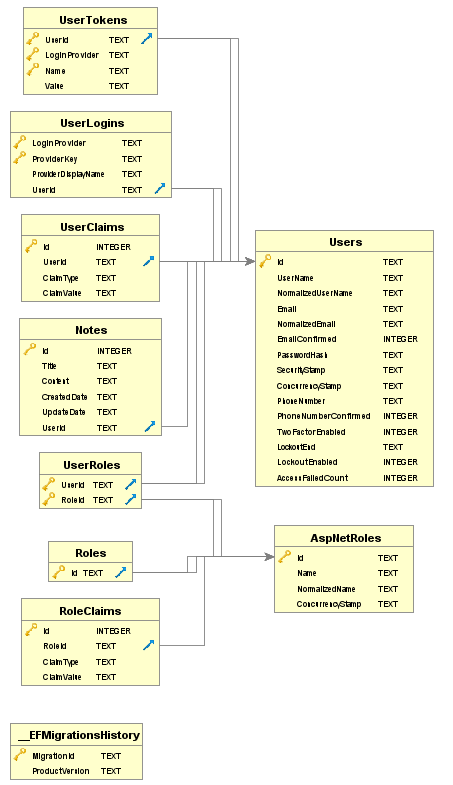 UserTokens
UserId TEXT
LoginProvider TEXT
Name TEXT
Value TEXT
UserLogins
LoginProvider TEXT
ProviderKey TEXT
ProviderDisplayName TEXT
UserId TEXT
UserClaims
Id INTEGER
UserId TEXT
ClaimType TEXT
ClaimValue TEXT
Notes
Id INTEGER
Title TEXT
Content TEXT
CreatedDate TEXT
UpdateDate TEXT
UserId TEXT
UserRoles
UserId TEXT
RoleId TEXT
Roles
Id TEXT
RoleClaims
Id INTEGER
RoleId TEXT
ClaimType TEXT
ClaimValue TEXT
__EFMigrationsHistory
MigrationId TEXT
ProductVersion TEXT
Users
Id TEXT
UserName TEXT
NormalizedUserName TEXT
Email TEXT
NormalizedEmail TEXT
EmailConfirmed INTEGER
PasswordHash TEXT
SecurityStamp TEXT
ConcurrencyStamp TEXT
PhoneNumber TEXT
PhoneNumberConfirmed INTEGER
TwoFactorEnabled INTEGER
LockoutEnd TEXT
LockoutEnabled INTEGER
AccessFailedCount INTEGER
AspNetRoles
Id TEXT
Name TEXT
NormalizedName TEXT
ConcurrencyStamp TEXT